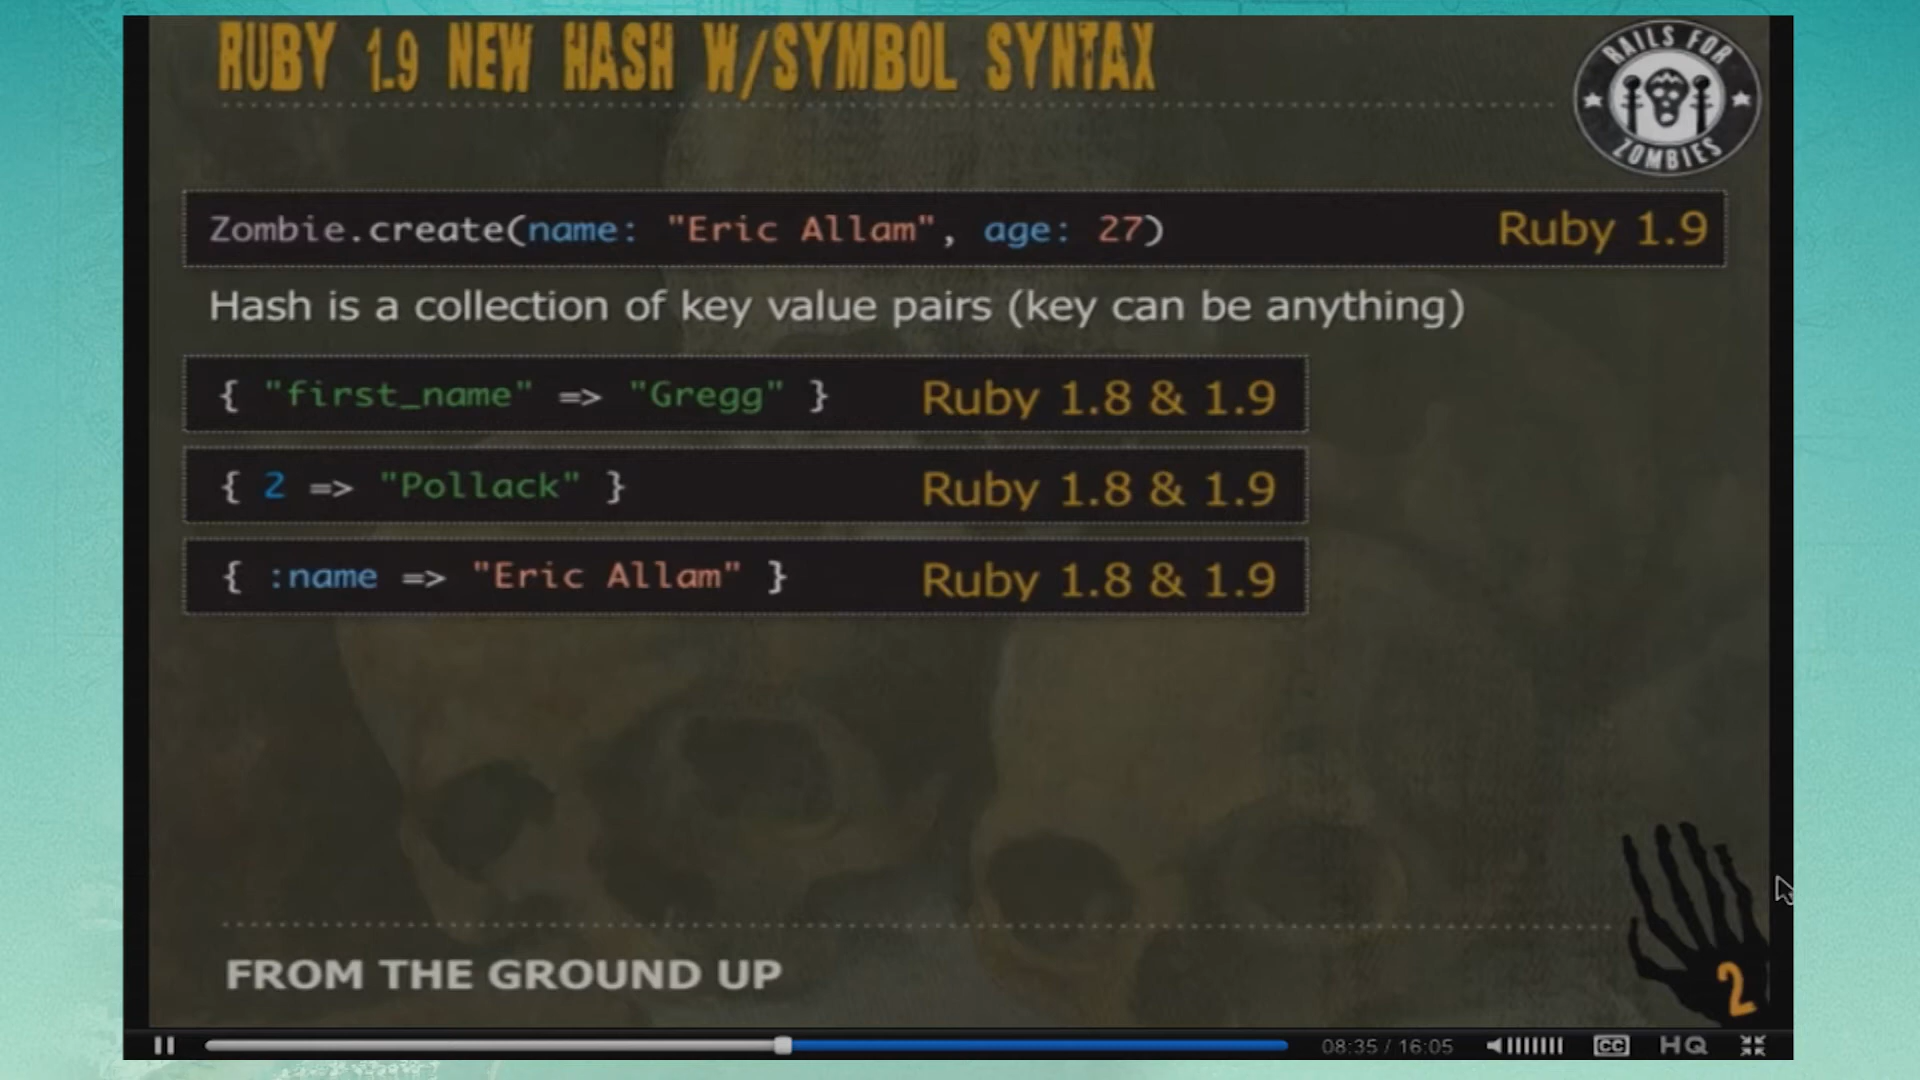 RUBY 1.9 NEW HASH W/SYMBOL SYNTAX
RAILS FOR
ZOMBIES
Zombie.create(name: "Eric Allam", age: 27)
Ruby 1.9
Hash is a collection of key value pairs (key can be anything)
{ "first_name" => "Gregg" }
Ruby 1.8 & 1.9
{ 2 => "Pollack" }
Ruby 1.8 & 1.9
{ :name => "Eric Allam" }
Ruby 1.8 & 1.9
FROM THE GROUND UP
2
08:35 / 16:05
CC
HQ